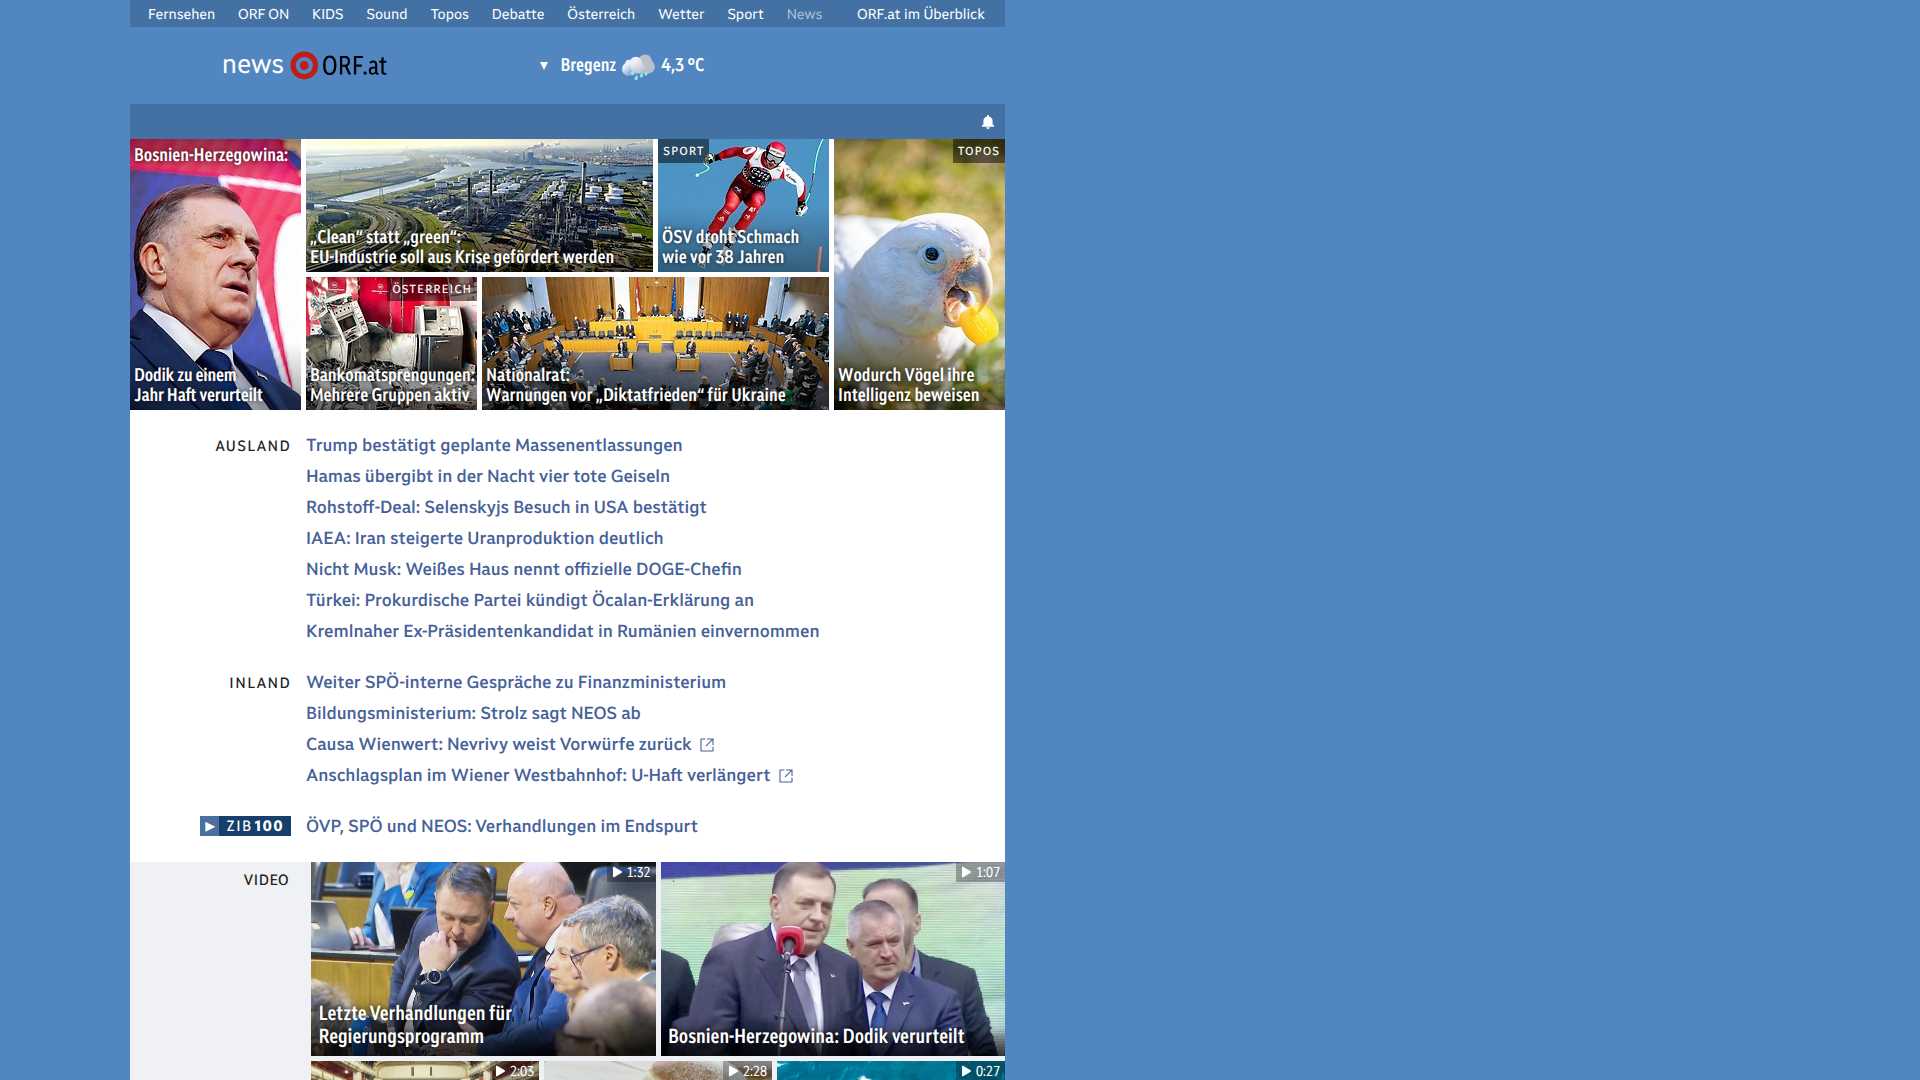 Fernsehen ORF ON KIDS Sound Topos Debatte Österreich Wetter Sport News ORF.at im Überblick
news ORF.at
Bregenz 4,3 °C
Bosnien-Herzegowina:
Dodik zu einem
Jahr Haft verurteilt
„Clean“ statt „green“:
EU-Industrie soll aus Krise gefördert werden
SPORT
ÖSV droht Schmach
wie vor 38 Jahren
TOPOS
Wodurch Vögel ihre
Intelligenz beweisen
ÖSTERREICH
Bankomatsprengungen:
Mehrere Gruppen aktiv
Nationalrat:
Warnungen vor „Diktatfrieden“ für Ukraine
AUSLAND
Trump bestätigt geplante Massenentlassungen
Hamas übergibt in der Nacht vier tote Geiseln
Rohstoff-Deal: Selenskyjs Besuch in USA bestätigt
IAEA: Iran steigerte Uranproduktion deutlich
Nicht Musk: Weißes Haus nennt offizielle DOGE-Chefin
Türkei: Prokurdische Partei kündigt Öcalan-Erklärung an
Kremlnaher Ex-Präsidentenkandidat in Rumänien einvernommen
INLAND
Weiter SPÖ-interne Gespräche zu Finanzministerium
Bildungsministerium: Strolz sagt NEOS ab
Causa Wienwert: Nevrivy weist Vorwürfe zurück
Anschlagsplan im Wiener Westbahnhof: U-Haft verlängert
ZIB100
ÖVP, SPÖ und NEOS: Verhandlungen im Endspurt
VIDEO
1:32
Letzte Verhandlungen für
Regierungsprogramm
1:07
Bosnien-Herzegowina: Dodik verurteilt
2:03
2:28
0:27